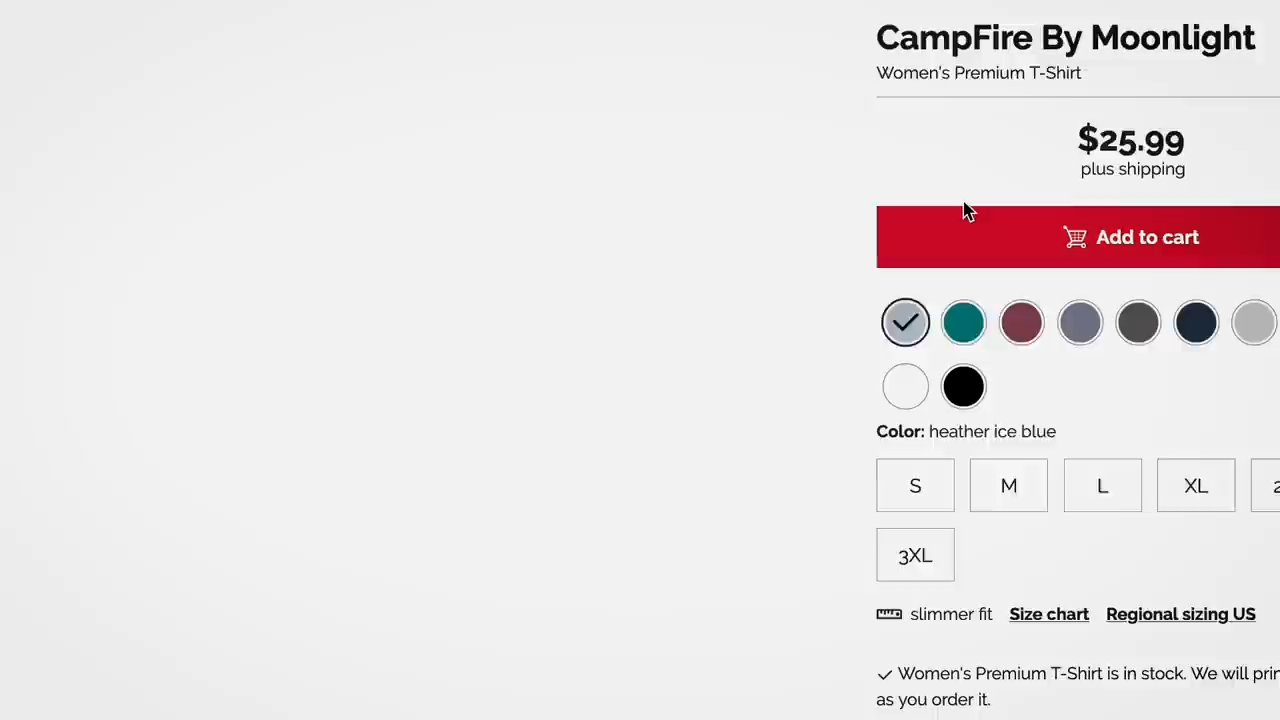 CampFire By Moonlight
Women's Premium T-Shirt
$25.99
plus shipping
Add to cart
Color: heather ice blue
S M L XL
3XL
slimmer fit Size chart Regional sizing US
Women's Premium T-Shirt is in stock. We will
as you order it.